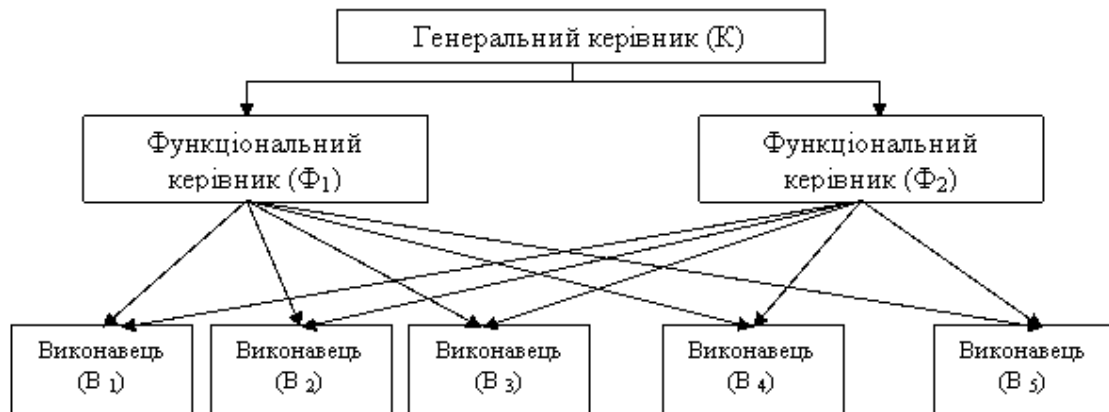 Генеральний керівник (К)
Функціональний
керівник (Ф1)
Функціональний
керівник (Ф2)
Виконавець
(В 1)
Виконавець
(В 2)
Виконавець
(В 3)
Виконавець
(В 4)
Виконавець
(В 5)